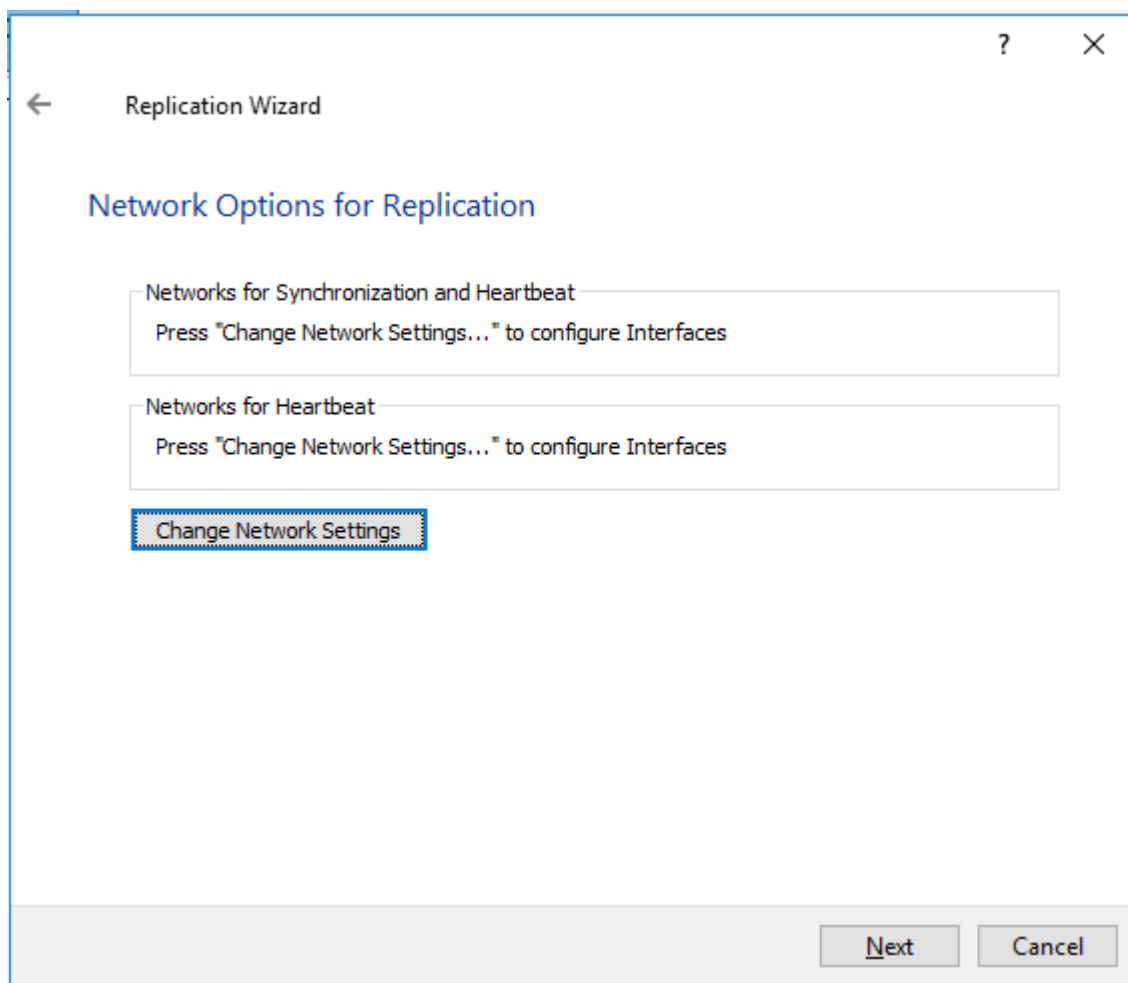 ?
Replication Wizard
Network Options for Replication
Networks for Synchronization and Heartbeat
Press "Change Network Settings..." to configure Interfaces
Networks for Heartbeat
Press "Change Network Settings..." to configure Interfaces
Change Network Settings
Next
Cancel